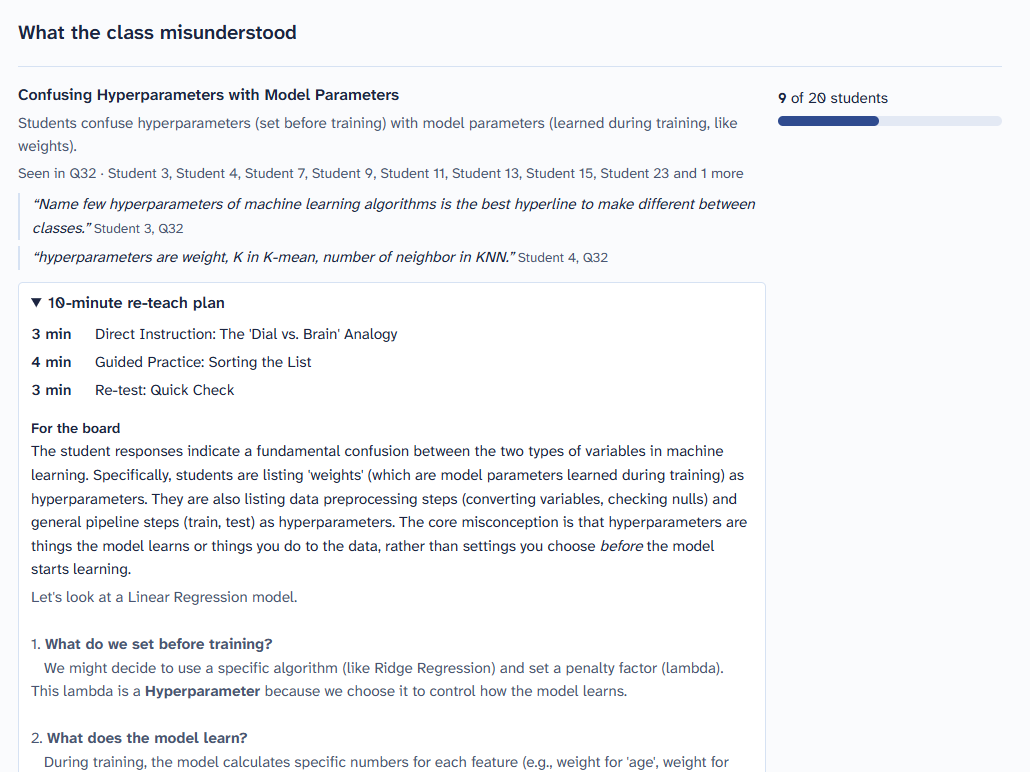 What the class misunderstood
Confusing Hyperparameters with Model Parameters
9 of 20 students
Students confuse hyperparameters (set before training) with model parameters (learned during training, like
weights).
Seen in Q32 · Student 3, Student 4, Student 7, Student 9, Student 11, Student 13, Student 15, Student 23 and 1 more
“Name few hyperparameters of machine learning algorithms is the best hyperline to make different between
classes.” Student 3, Q32
“hyperparameters are weight, K in K-mean, number of neighbor in KNN.” Student 4, Q32
▼ 10-minute re-teach plan
3 min Direct Instruction: The 'Dial vs. Brain' Analogy
4 min Guided Practice: Sorting the List
3 min Re-test: Quick Check
For the board
The student responses indicate a fundamental confusion between the two types of variables in machine
learning. Specifically, students are listing 'weights' (which are model parameters learned during training) as
hyperparameters. They are also listing data preprocessing steps (converting variables, checking nulls) and
general pipeline steps (train, test) as hyperparameters. The core misconception is that hyperparameters are
things the model learns or things you do to the data, rather than settings you choose before the model
starts learning.
Let's look at a Linear Regression model.
1. What do we set before training?
We might decide to use a specific algorithm (like Ridge Regression) and set a penalty factor (lambda).
This lambda is a Hyperparameter because we choose it to control how the model learns.
2. What does the model learn?
During training, the model calculates specific numbers for each feature (e.g., weight for 'age', weight for